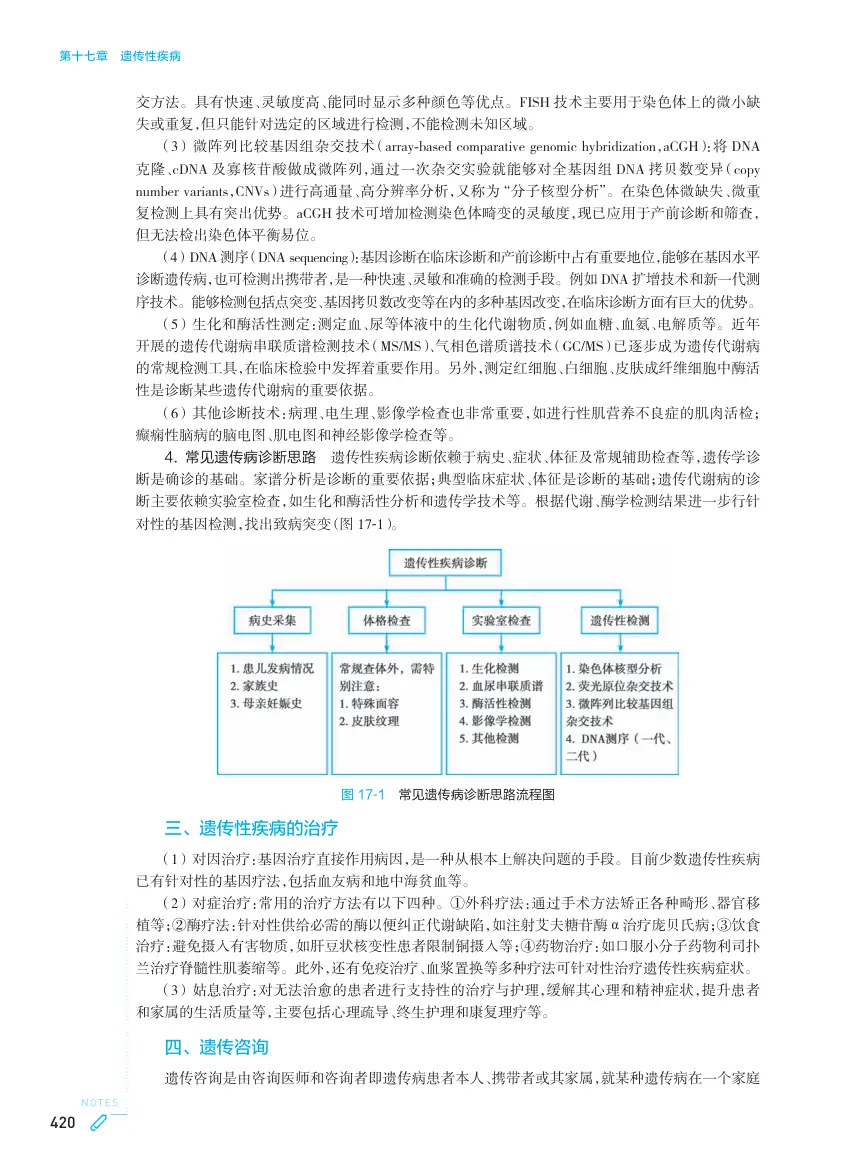 第十七章 遗传性疾病
交方法。具有快速、灵敏度高、能同时显示多种颜色等优点。FISH 技术主要用于染色体上的微小缺
失或重复,但只能针对选定的区域进行检测,不能检测未知区域。
（3）微阵列比较基因组杂交技术（array-based comparative genomic hybridization,aCGH）:将 DNA
克隆、cDNA 及寡核苷酸做成微阵列,通过一次杂交实验就能够对全基因组 DNA 拷贝数变异（copy
number variants,CNVs）进行高通量、高分辨率分析,又称为“分子核型分析”。在染色体微缺失、微重
复检测上具有突出优势。aCGH 技术可增加检测染色体畸变的灵敏度,现已应用于产前诊断和筛查,
但无法检出染色体平衡易位。
（4）DNA 测序（DNA sequencing）:基因诊断在临床诊断和产前诊断中占有重要地位,能够在基因水平
诊断遗传病,也可检测出携带者,是一种快速、灵敏和准确的检测手段。例如 DNA 扩增技术和新一代测
序技术。能够检测包括点突变、基因拷贝数改变等在内的多种基因改变,在临床诊断方面有巨大的优势。
（5）生化和酶活性测定:测定血、尿等体液中的生化代谢物质,例如血糖、血氨、电解质等。近年
开展的遗传代谢病串联质谱检测技术（MS/MS）、气相色谱质谱技术（GC/MS）已逐步成为遗传代谢病
的常规检测工具,在临床检验中发挥着重要作用。另外,测定红细胞、白细胞、皮肤成纤维细胞中酶活
性是诊断某些遗传代谢病的重要依据。
（6）其他诊断技术:病理、电生理、影像学检查也非常重要,如进行性肌营养不良症的肌肉活检;
癫痫性脑病的脑电图、肌电图和神经影像学检查等。
4. 常见遗传病诊断思路 遗传性疾病诊断依赖于病史、症状、体征及常规辅助检查等,遗传学诊
断是确诊的基础。家谱分析是诊断的重要依据;典型临床症状、体征是诊断的基础;遗传代谢病的诊
断主要依赖实验室检查,如生化和酶活性分析和遗传学技术等。根据代谢、酶学检测结果进一步行针
对性的基因检测,找出致病突变（图 17-1）。
遗传性疾病诊断
病史采集
体格检查
实验室检查
遗传性检测
1. 患儿发病情况
2. 家族史
3. 母亲妊娠史
常规查体外，需特
别注意：
1. 特殊面容
2. 皮肤纹理
1. 生化检测
2. 血尿串联质谱
3. 酶活性检测
4. 影像学检测
5. 其他检测
1. 染色体核型分析
2. 荧光原位杂交技术
3. 微阵列比较基因组
杂交技术
4. DNA测序（一代、
二代）
图 17-1 常见遗传病诊断思路流程图
三、遗传性疾病的治疗
（1）对因治疗:基因治疗直接作用病因,是一种从根本上解决问题的手段。目前少数遗传性疾病
已有针对性的基因疗法,包括血友病和地中海贫血等。
（2）对症治疗:常用的治疗方法有以下四种。①外科疗法:通过手术方法矫正各种畸形、器官移
植等;②酶疗法:针对性供给必需的酶以便纠正代谢缺陷,如注射艾夫糖苷酶 α 治疗庞贝氏病;③饮食
治疗:避免摄入有害物质,如肝豆状核变性患者限制铜摄入等;④药物治疗:如口服小分子药物利司扑
兰治疗脊髓性肌萎缩等。此外,还有免疫治疗、血浆置换等多种疗法可针对性治疗遗传性疾病症状。
（3）姑息治疗:对无法治愈的患者进行支持性的治疗与护理,缓解其心理和精神症状,提升患者
和家属的生活质量等,主要包括心理疏导、终生护理和康复理疗等。
四、遗传咨询
遗传咨询是由咨询医师和咨询者即遗传病患者本人、携带者或其家属,就某种遗传病在一个家庭
NOTES
420